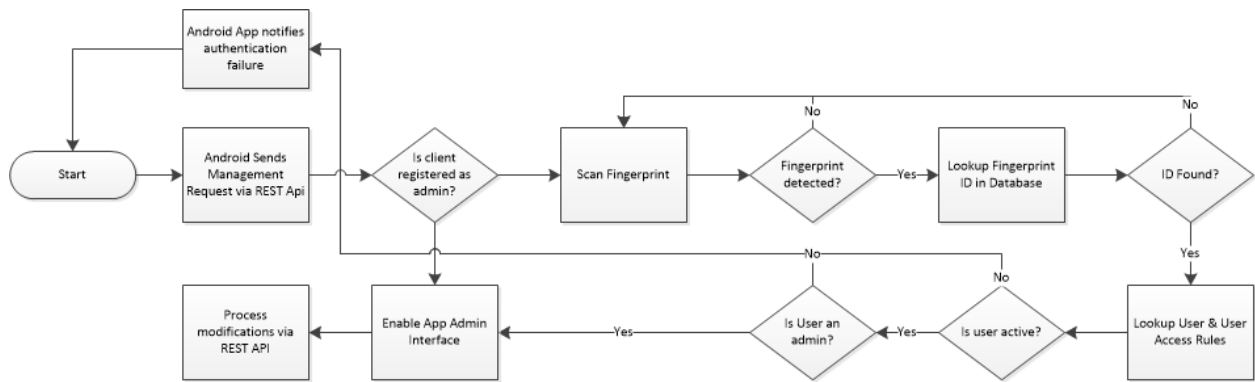 Android App notifies
authentication
failure
No
No
Start
Android Sends
Management
Request via REST Api
Is client
registered as
admin?
Scan Fingerprint
Fingerprint
detected?
Yes
Lookup Fingerprint
ID in Database
ID Found?
No
No
Yes
Process
modifications via
REST API
Enable App Admin
Interface
Yes
Is User an
admin?
Yes
Is user active?
Lookup User & User
Access Rules